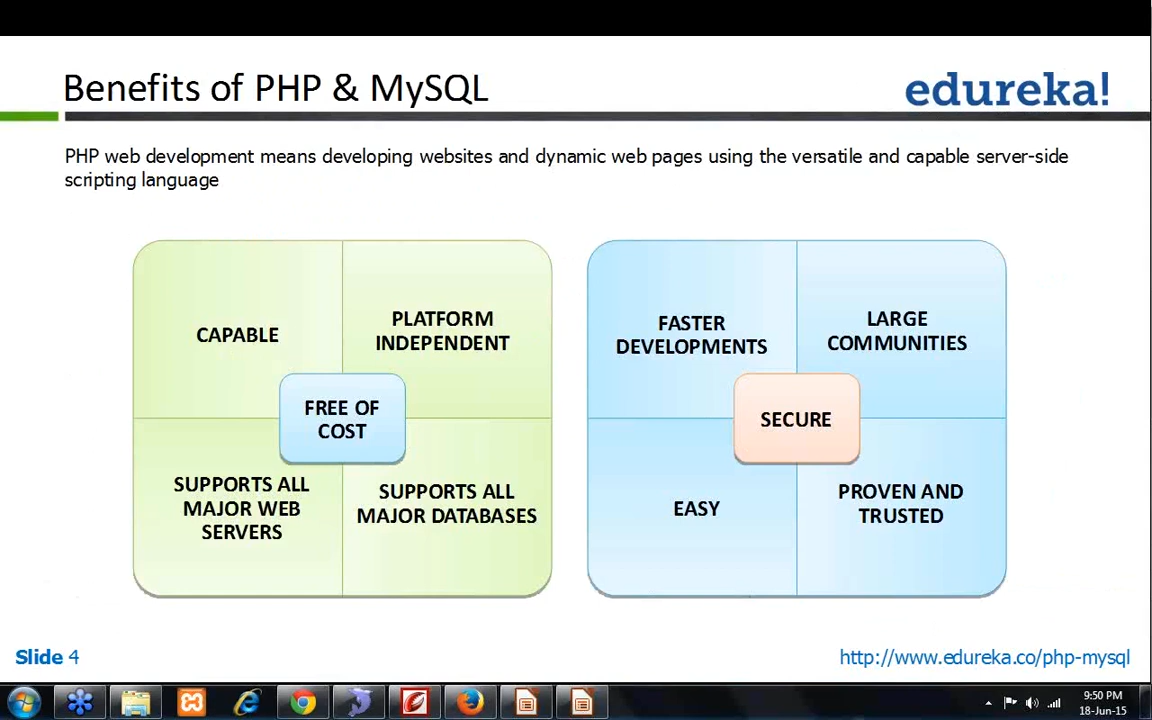 Benefits of PHP & MySQL
edureka!
PHP web development means developing websites and dynamic web pages using the versatile and capable server-side
scripting language
CAPABLE
PLATFORM
INDEPENDENT
FREE OF
COST
SUPPORTS ALL
MAJOR WEB
SERVERS
SUPPORTS ALL
MAJOR DATABASES
FASTER
DEVELOPMENTS
LARGE
COMMUNITIES
SECURE
EASY
PROVEN AND
TRUSTED
Slide 4
http://www.edureka.co/php-mysql
9:50 PM
18-Jun-15